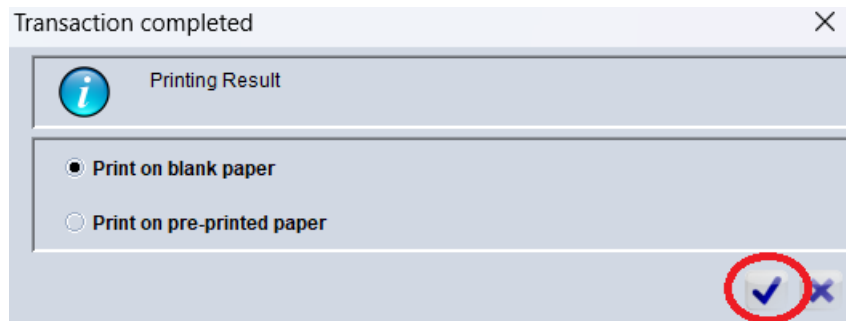 Transaction completed
Printing Result
Print on blank paper
Print on pre-printed paper